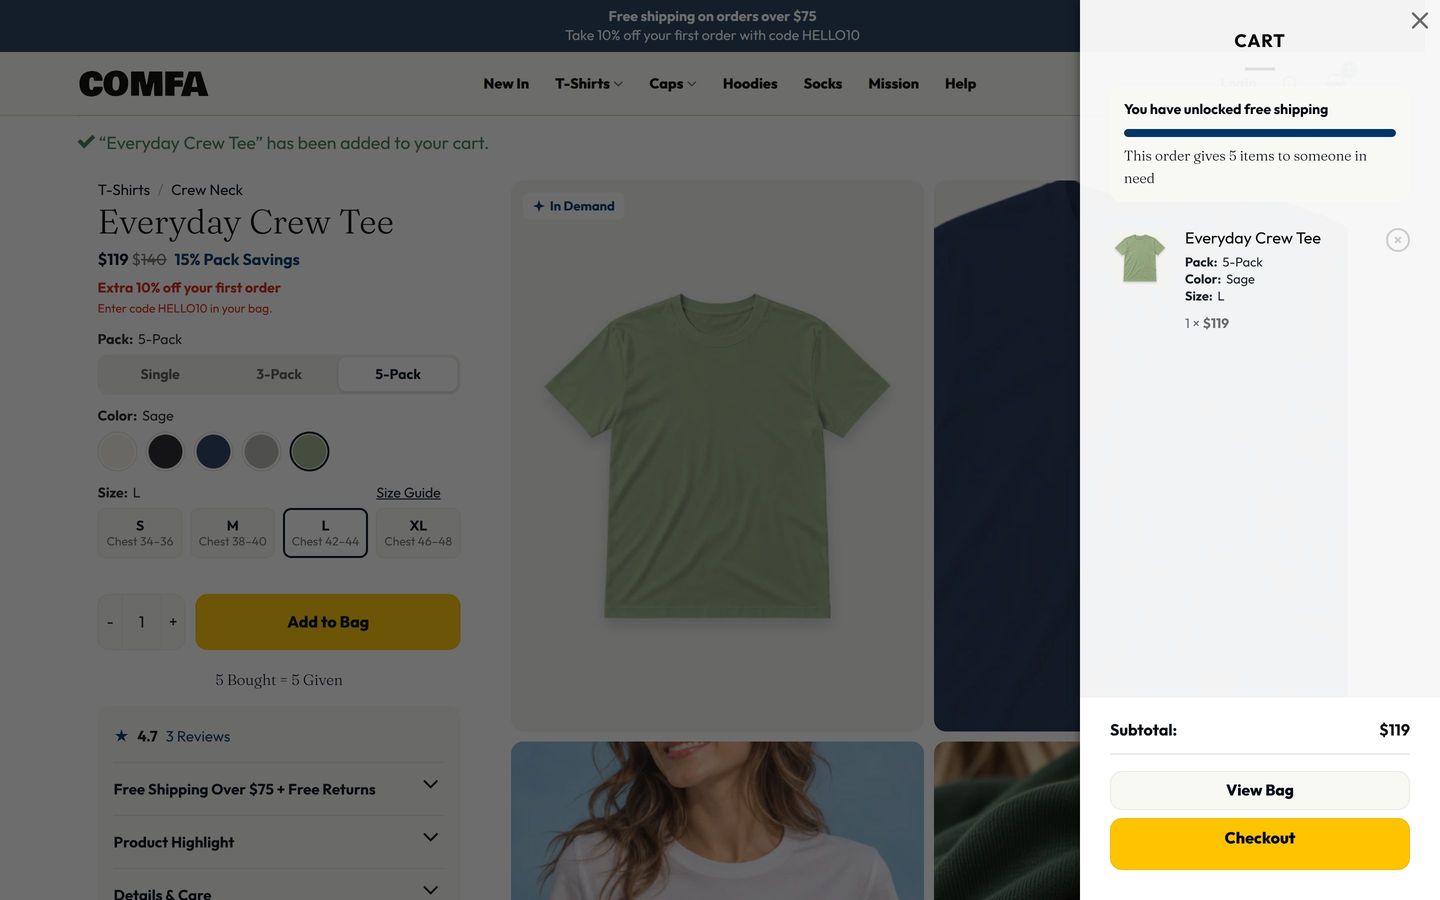 Free shipping on orders over $75
Take 10% off your first order with code HELLO10
COMFA
New In
T-Shirts
Caps
Hoodies
Socks
Mission
Help
Login
“Everyday Crew Tee” has been added to your cart.
T-Shirts / Crew Neck
Everyday Crew Tee
$119 $140 15% Pack Savings
Extra 10% off your first order
Enter code HELLO10 in your bag.
Pack: 5-Pack
Single
3-Pack
5-Pack
Color: Sage
Size: L
Size Guide
S
Chest 34-36
M
Chest 38-40
L
Chest 42-44
XL
Chest 46-48
- 1 +
Add to Bag
5 Bought = 5 Given
★ 4.7 3 Reviews
Free Shipping Over $75 + Free Returns
Product Highlight
Details & Care
In Demand
CART
You have unlocked free shipping
This order gives 5 items to someone in
need
Everyday Crew Tee
Pack: 5-Pack
Color: Sage
Size: L
1 × $119
Subtotal: $119
View Bag
Checkout